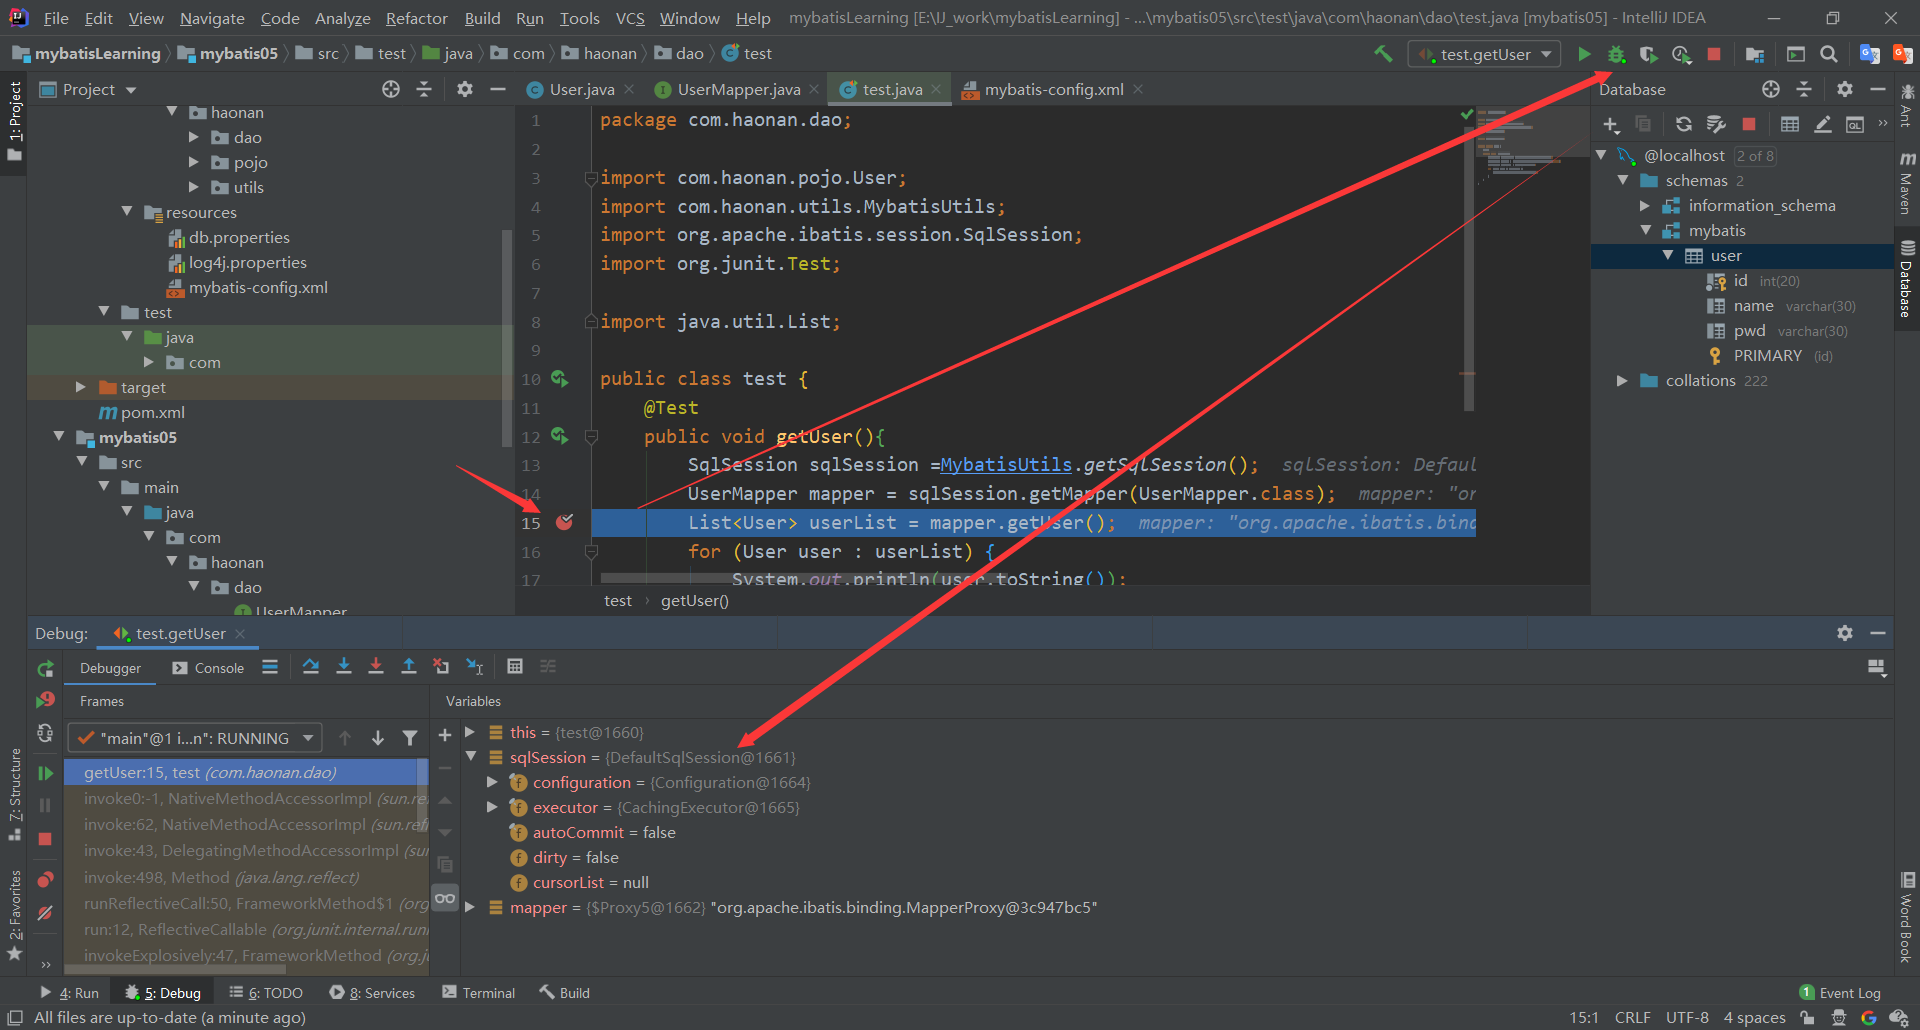 File Edit View Navigate Code Analyze Refactor Build Run Tools VCS Window Help mybatisLearning [E:\IJ_work\mybatisLearning] - ...\mybatis05\src\test\java\com\haonan\dao\test.java [mybatis05] - IntelliJ IDEA
mybatisLearning mybatis05 src test java com haonan dao test
test.getUser
1: Project
Project
haonan
dao
pojo
utils
resources
db.properties
log4j.properties
mybatis-config.xml
test
java
com
target
pom.xml
mybatis05
src
main
java
com
haonan
dao
UserMapper
User.java UserMapper.java test.java mybatis-config.xml
1 package com.haonan.dao;
2
3 import com.haonan.pojo.User;
4 import com.haonan.utils.MybatisUtils;
5 import org.apache.ibatis.session.SqlSession;
6 import org.junit.Test;
7
8 import java.util.List;
9
10 public class test {
11 @Test
12 public void getUser(){
13 SqlSession sqlSession =MybatisUtils.getSqlSession(); sqlSession: Defaul
14 UserMapper mapper = sqlSession.getMapper(UserMapper.class); mapper: "or
15 List<User> userList = mapper.getUser(); mapper: "org.apache.ibatis.bind
16 for (User user : userList) {
17 System.out.println(user.toString());
test › getUser()
Database
@localhost 2 of 8
schemas 2
information_schema
mybatis
user
id int(20)
name varchar(30)
pwd varchar(30)
PRIMARY (id)
collations 222
Ant
Maven
Database
Word Book
Debug: test.getUser
Debugger Console
Frames
"main"@1 i...n": RUNNING
getUser:15, test (com.haonan.dao)
invoke0:-1, NativeMethodAccessorImpl (sun.re
invoke:62, NativeMethodAccessorImpl (sun.refl
invoke:43, DelegatingMethodAccessorImpl (sur
invoke:498, Method (java.lang.reflect)
runReflectiveCall:50, FrameworkMethod$1 (org
run:12, ReflectiveCallable (org.junit.internal.run
invokeExplosively:47, FrameworkMethod (org.ju
Variables
this = {test@1660}
sqlSession = {DefaultSqlSession@1661}
configuration = {Configuration@1664}
executor = {CachingExecutor@1665}
autoCommit = false
dirty = false
cursorList = null
mapper = {$Proxy5@1662} "org.apache.ibatis.binding.MapperProxy@3c947bc5"
7: Structure
2: Favorites
4: Run 5: Debug 6: TODO 8: Services Terminal Build 1 Event Log
All files are up-to-date (a minute ago) 15:1 CRLF UTF-8 4 spaces